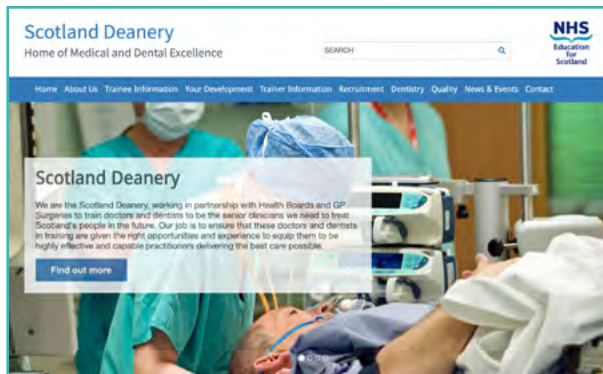 Scotland Deanery
Home of Medical and Dental Excellence
SEARCH
NHS
Education
for
Scotland
Home About Us Trainee Information Your Development Trainer Information Recruitment Dentistry Quality News & Events Contact
Scotland Deanery
We are the Scotland Deanery, working in partnership with Health Boards and GP
Surgeries to train doctors and dentists to be the senior clinicians we need to treat
Scotland's people in the future. Our job is to ensure that these doctors and dentists
in training are given the right opportunities and experience to equip them to be
highly effective and capable practitioners delivering the best care possible.
Find out more